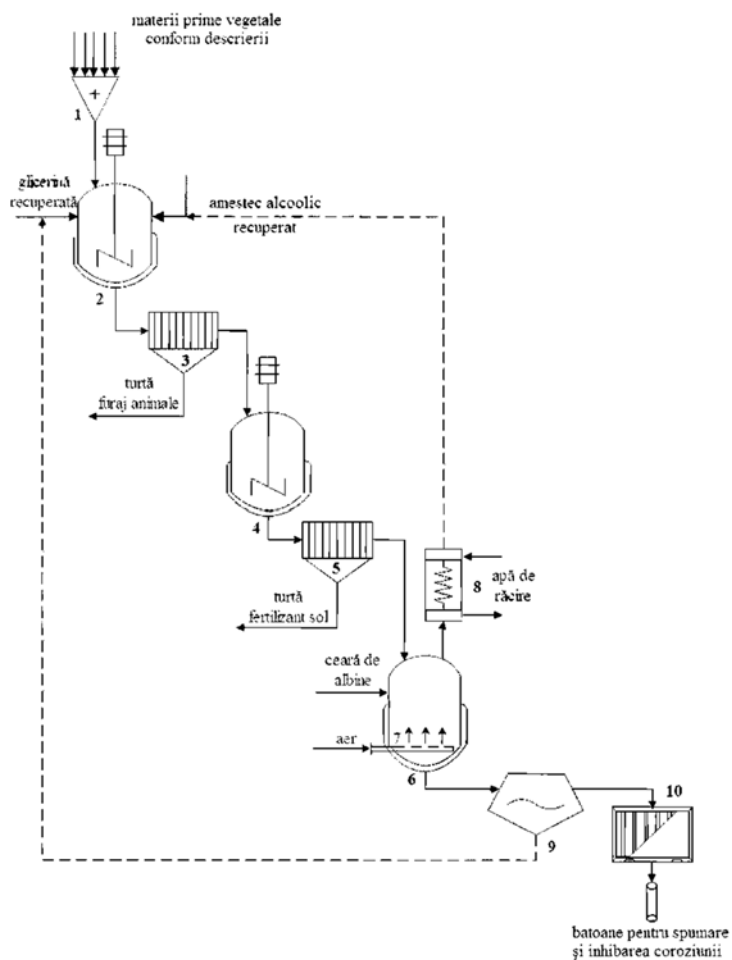 materii prime vegetale
conform descrierii
+
1
glicerină
recuperată
amestec alcoolic
recuperat
2
3
turtă
furaj animale
4
5
turtă
fertilizant sol
8
apă de
răcire
ceară de
albine
aer
7
6
9
10
batoane pentru spumare
şi inhibarea coroziunii